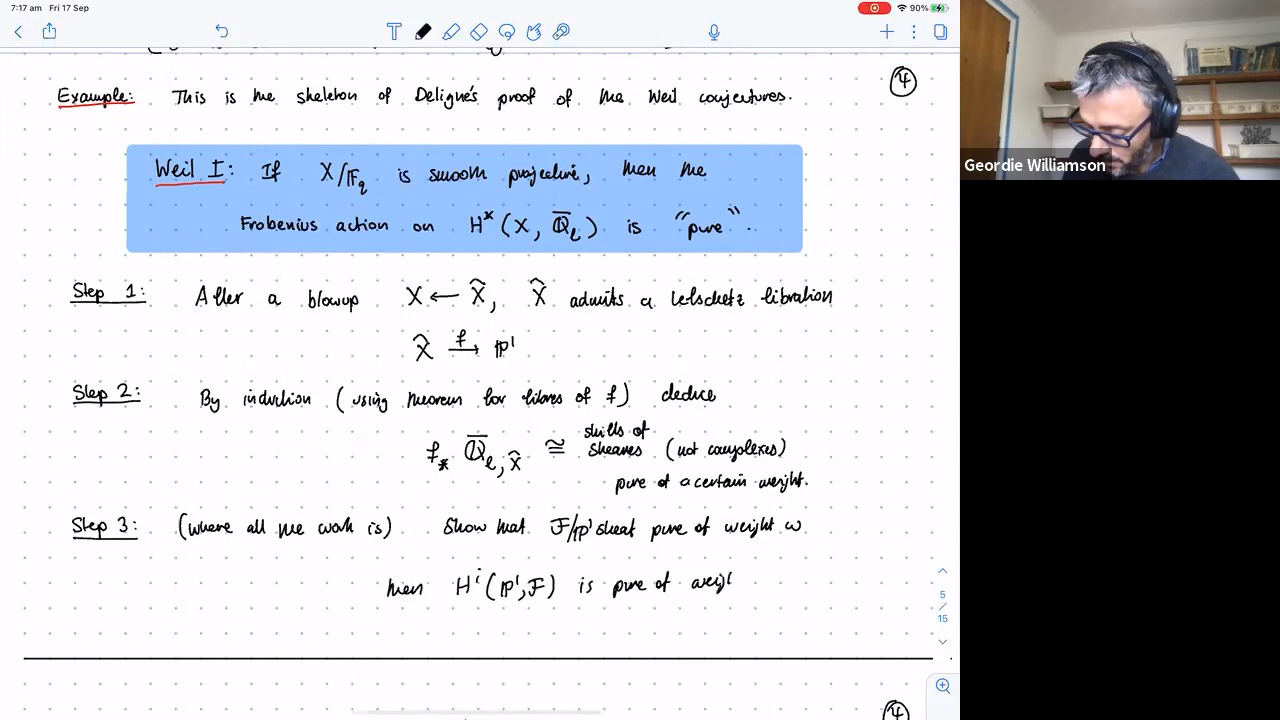 7:17 am Fri 17 Sep
90%
Example: This is the skeleton of Deligne's proof of the Weil conjectures.
4
Weil I: If X/𝔽_q is smooth projective, then the
Frobenius action on H*(X, ℚ̄_ℓ) is "pure".
Step 1: After a blowup X ← X̃, X̃ admits a Lefschetz fibration
X̃ →^f ℙ¹
Step 2: By induction (using theorem for fibres of f) deduce
f_* ℚ̄_{ℓ, X̃} ≅ shifts of sheaves (not complexes)
pure of a certain weight.
Step 3: (where all the work is) Show that ℱ/ℙ¹ sheaf pure of weight w
then Hⁱ(ℙ¹, ℱ) is pure of weig
5
/
15
4
Geordie Williamson